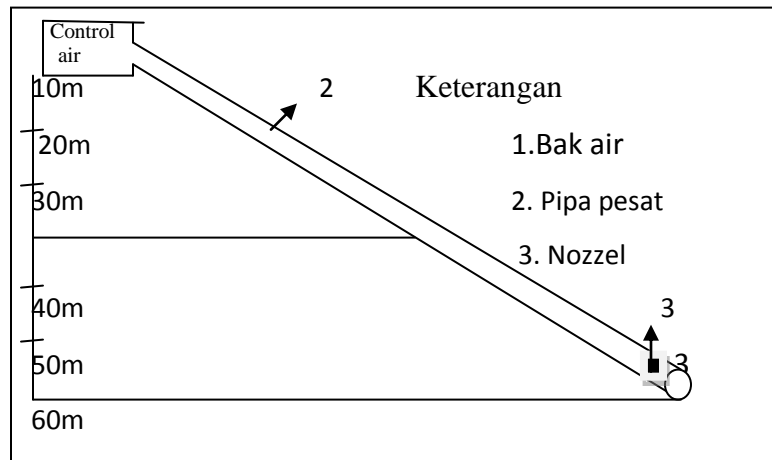 Control
air
10m
2
Keterangan
20m
1.Bak air
30m
2. Pipa pesat
3. Nozzel
40m
3
50m
3
60m